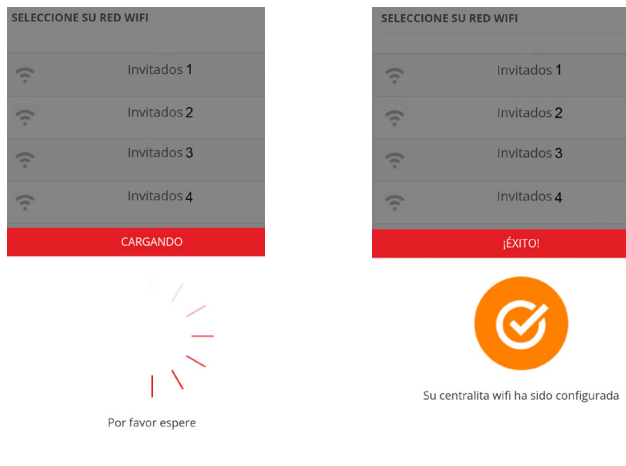 SELECCIONE SU RED WIFI
Invitados 1
Invitados 2
Invitados 3
Invitados 4
CARGANDO
Por favor espere
SELECCIONE SU RED WIFI
Invitados 1
Invitados 2
Invitados 3
Invitados 4
¡ÉXITO!
Su centralita wifi ha sido configurada